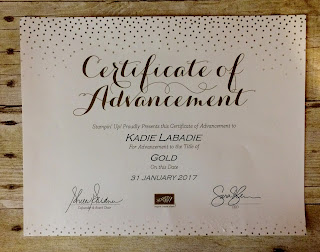 Certificate of
Advancement
Stampin' Up! Proudly Presents this Certificate of Advancement to
KADIE LABADIE
For Advancement to the Title of
GOLD
On this Date
31 JANUARY 2017